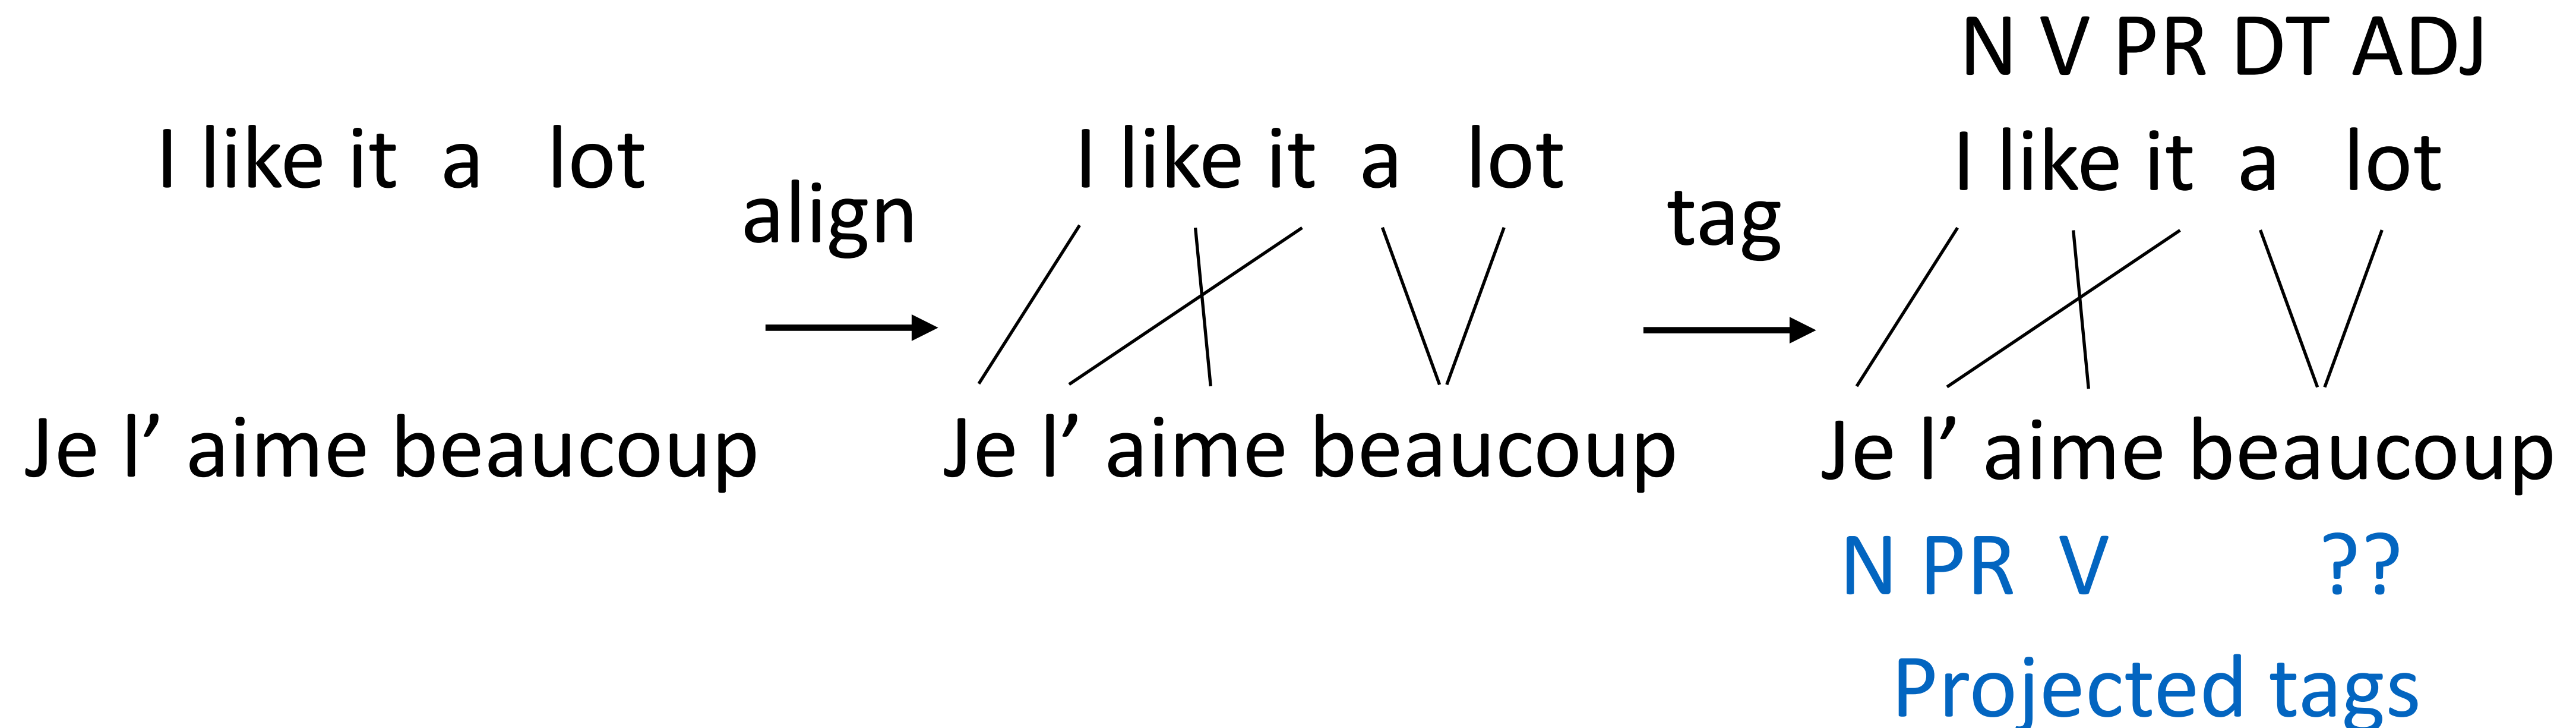 N V PR DT ADJ
I like it a lot
align
I like it a lot
tag
I like it a lot
Je l’ aime beaucoup
Je l’ aime beaucoup
Je l’ aime beaucoup
N PR V ??
Projected tags